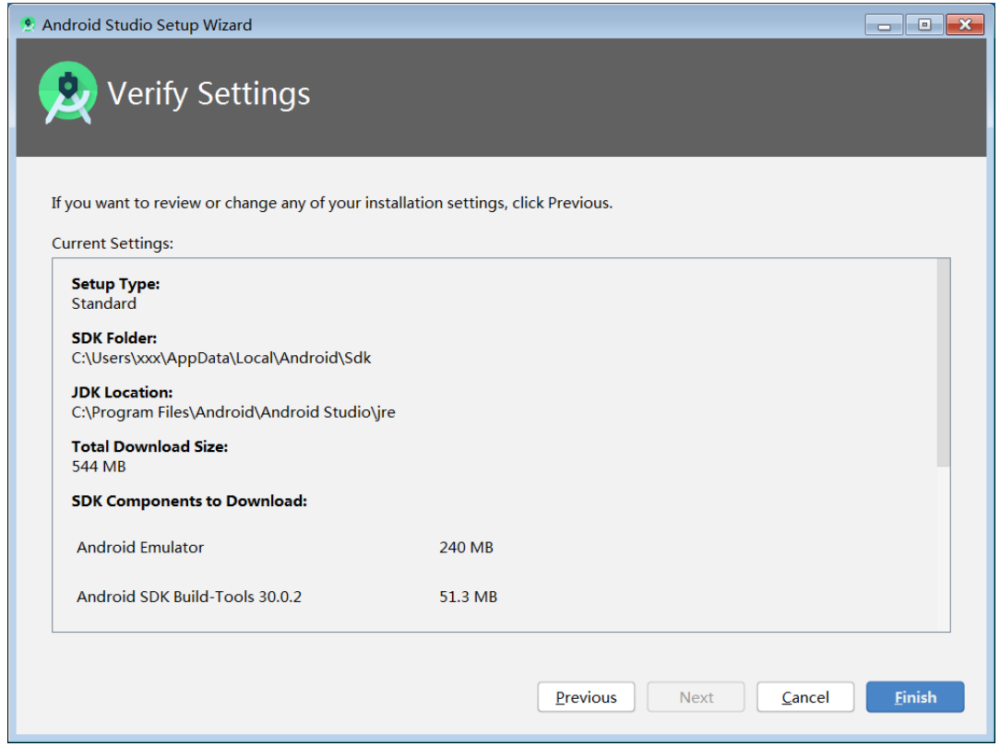 Android Studio Setup Wizard
Verify Settings
If you want to review or change any of your installation settings, click Previous.
Current Settings:
Setup Type:
Standard
SDK Folder:
C:\Users\xxx\AppData\Local\Android\Sdk
JDK Location:
C:\Program Files\Android\Android Studio\jre
Total Download Size:
544 MB
SDK Components to Download:
Android Emulator 240 MB
Android SDK Build-Tools 30.0.2 51.3 MB
Previous Next Cancel Finish